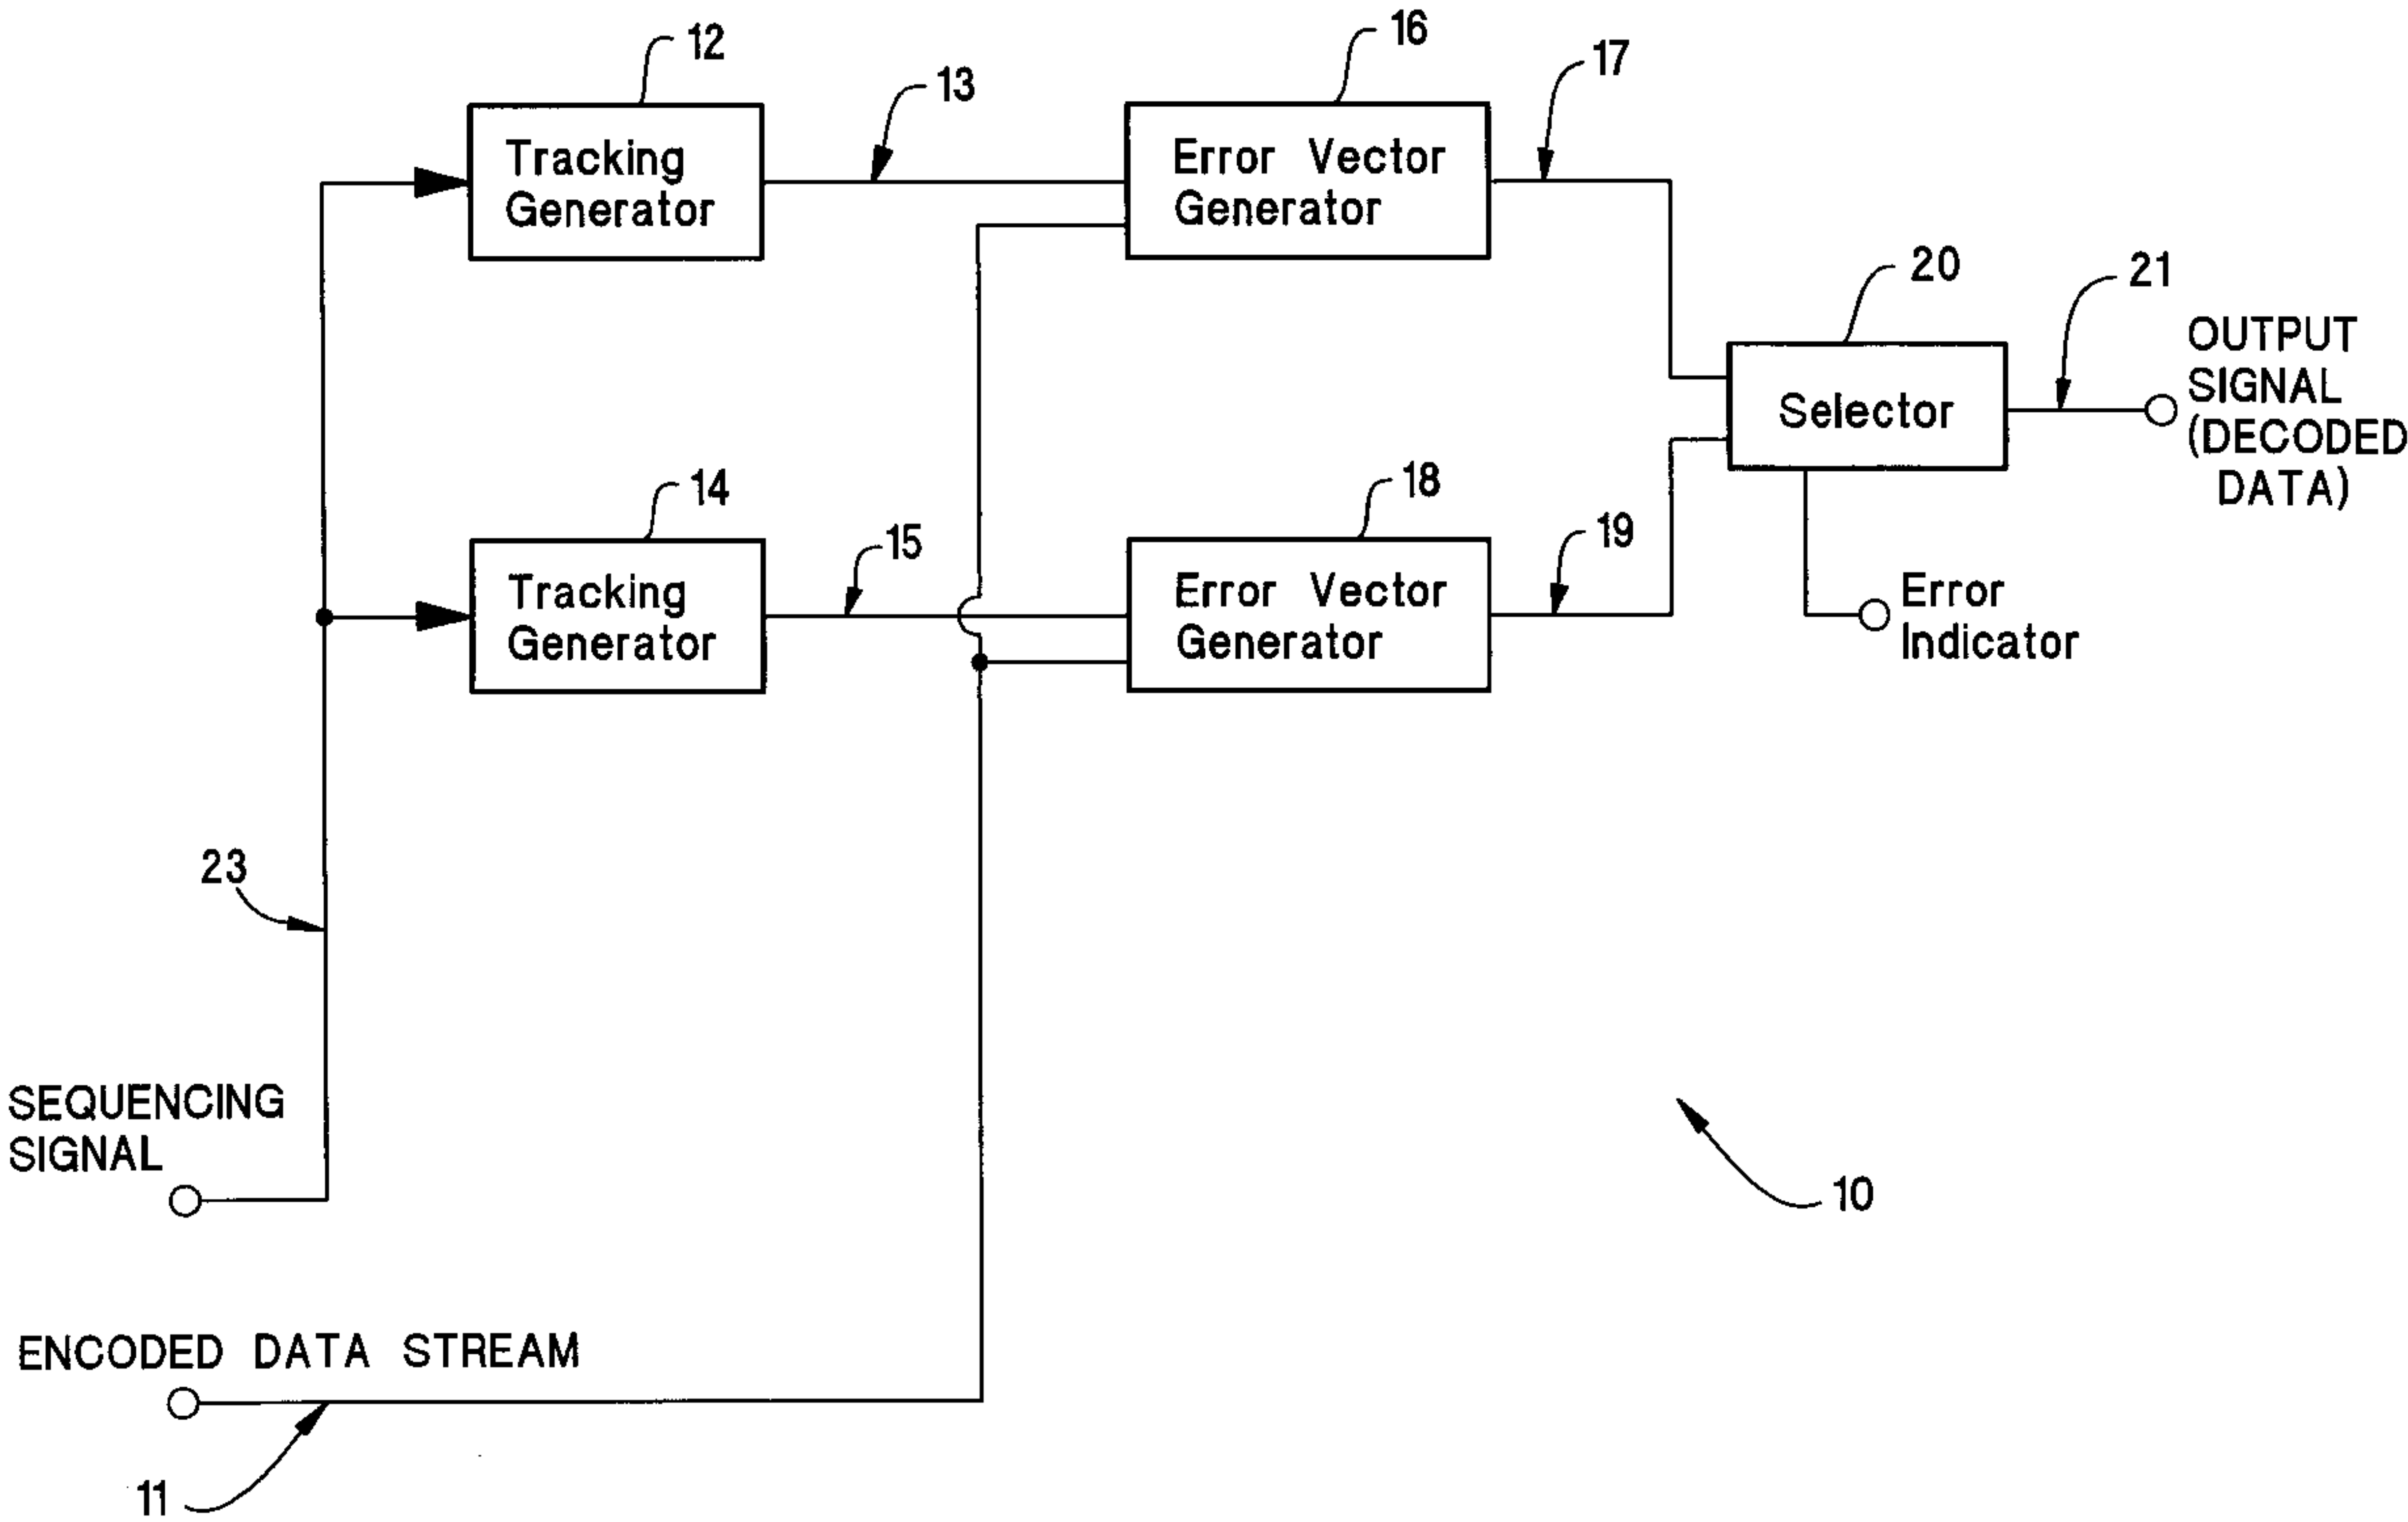 12
13
16
17
Tracking
Generator
Error Vector
Generator
20
21
OUTPUT
SIGNAL
(DECODED
DATA)
Selector
14
15
18
19
Tracking
Generator
Error Vector
Generator
Error
Indicator
23
SEQUENCING
SIGNAL
10
ENCODED DATA STREAM
11